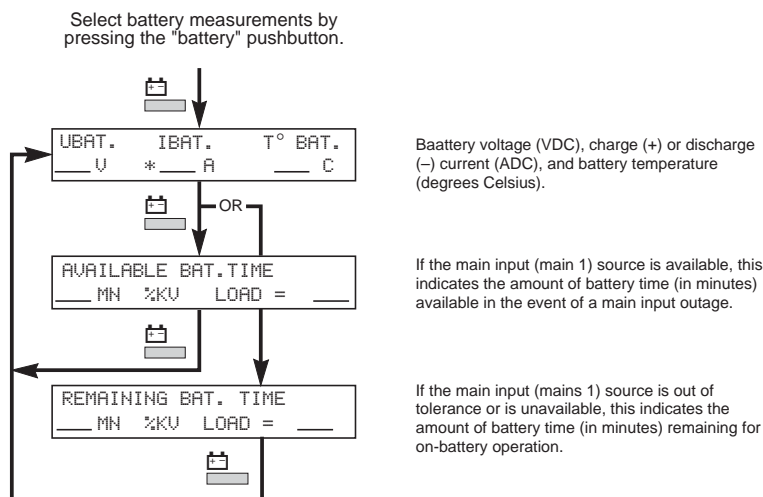 Select battery measurements by
pressing the "battery" pushbutton.
UBAT. IBAT. T° BAT.
___ V *___ A ___ C
Baattery voltage (VDC), charge (+) or discharge
(–) current (ADC), and battery temperature
(degrees Celsius).
OR
AVAILABLE BAT.TIME
___ MN %KV LOAD = ___
If the main input (main 1) source is available, this
indicates the amount of battery time (in minutes)
available in the event of a main input outage.
REMAINING BAT. TIME
___ MN %KV LOAD = ___
If the main input (mains 1) source is out of
tolerance or is unavailable, this indicates the
amount of battery time (in minutes) remaining for
on-battery operation.